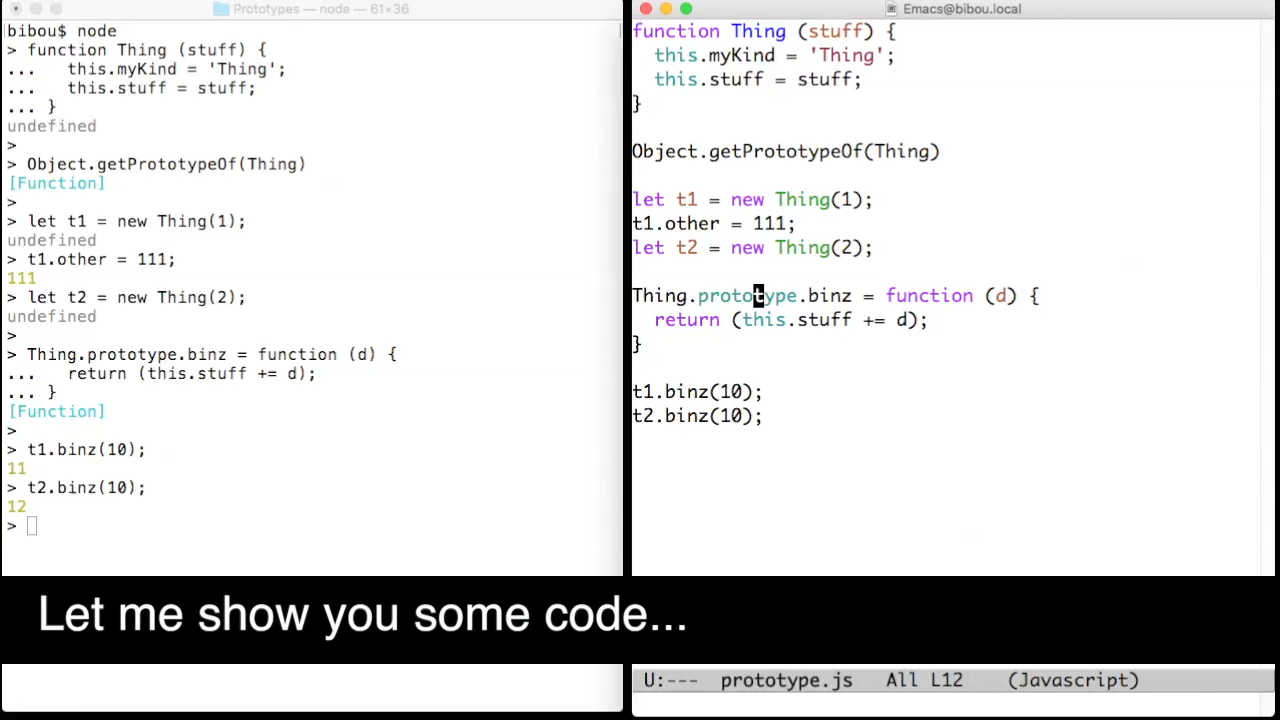 Prototypes — node — 61×36
bibou$ node
> function Thing (stuff) {
...   this.myKind = 'Thing';
...   this.stuff = stuff;
... }
undefined
>
> Object.getPrototypeOf(Thing)
[Function]
>
> let t1 = new Thing(1);
undefined
> t1.other = 111;
111
> let t2 = new Thing(2);
undefined
>
> Thing.prototype.binz = function (d) {
...   return (this.stuff += d);
... }
[Function]
>
> t1.binz(10);
11
> t2.binz(10);
12
>
Emacs@bibou.local
function Thing (stuff) {
  this.myKind = 'Thing';
  this.stuff = stuff;
}
Object.getPrototypeOf(Thing)
let t1 = new Thing(1);
t1.other = 111;
let t2 = new Thing(2);
Thing.prototype.binz = function (d) {
  return (this.stuff += d);
}
t1.binz(10);
t2.binz(10);
Let me show you some code...
U:--- prototype.js All L12 (Javascript)